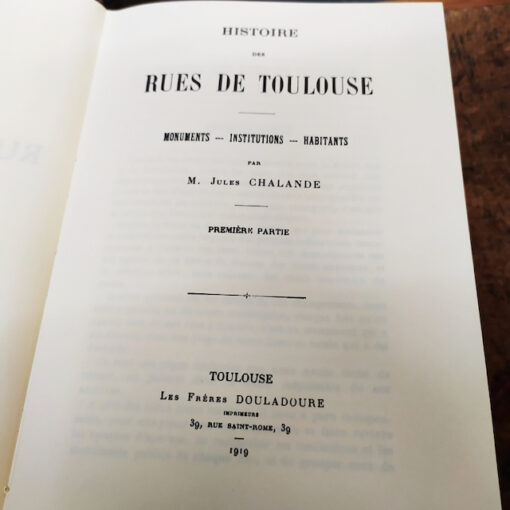 HISTOIRE
DES
RUES DE TOULOUSE
MONUMENTS — INSTITUTIONS — HABITANTS
PAR
M. JULES CHALANDE
PREMIÈRE PARTIE
TOULOUSE
LES FRÈRES DOULADOURE
IMPRIMEURS
39, RUE SAINT-ROME, 39
1919